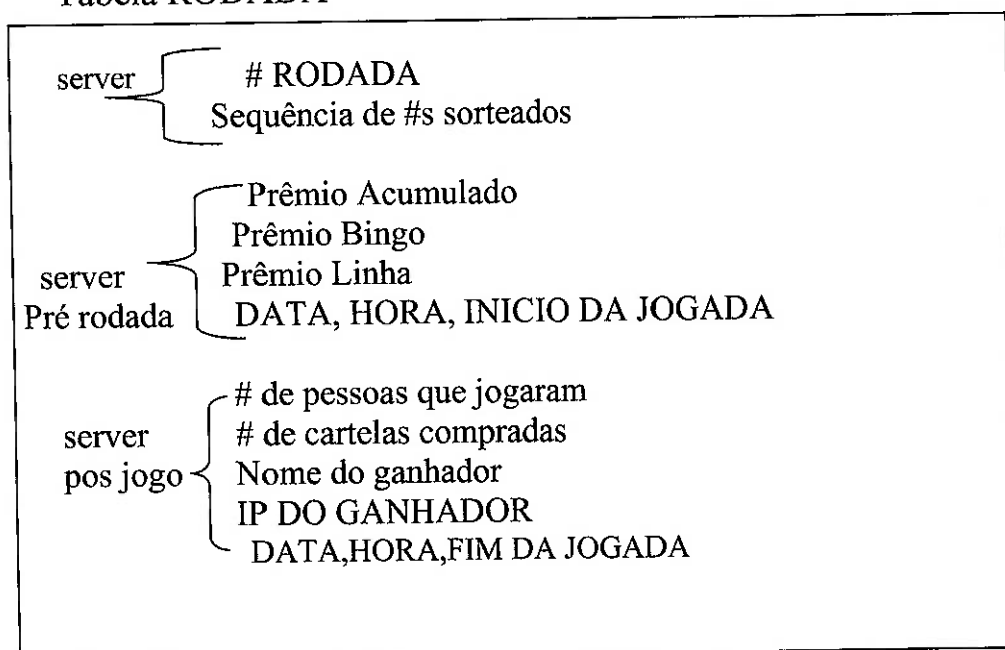 Tabela RODADA
server
# RODADA
Sequência de #s sorteados
Prêmio Acumulado
Prêmio Bingo
server
Prêmio Linha
Pré rodada
DATA, HORA, INICIO DA JOGADA
# de pessoas que jogaram
server
# de cartelas compradas
pos jogo
Nome do ganhador
IP DO GANHADOR
DATA,HORA,FIM DA JOGADA